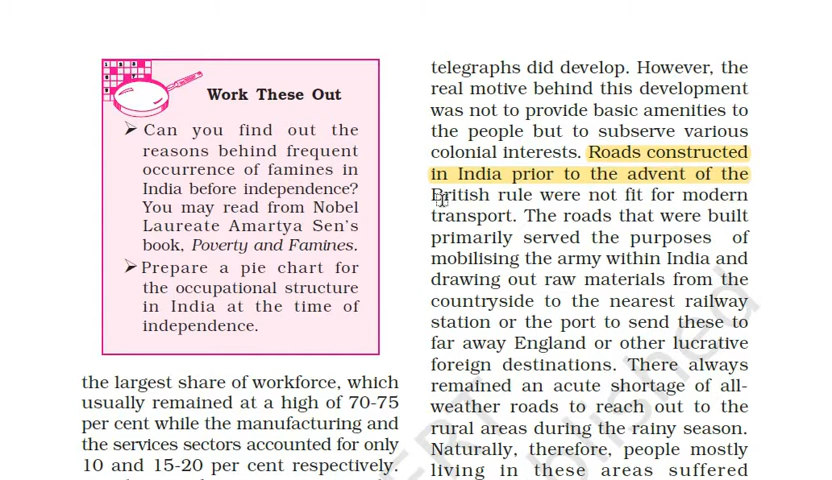 Work These Out
➢ Can you find out the
reasons behind frequent
occurrence of famines in
India before independence?
You may read from Nobel
Laureate Amartya Sen's
book, Poverty and Famines.
➢ Prepare a pie chart for
the occupational structure
in India at the time of
independence.
the largest share of workforce, which
usually remained at a high of 70-75
per cent while the manufacturing and
the services sectors accounted for only
10 and 15-20 per cent respectively.
telegraphs did develop. However, the
real motive behind this development
was not to provide basic amenities to
the people but to subserve various
colonial interests. Roads constructed
in India prior to the advent of the
British rule were not fit for modern
transport. The roads that were built
primarily served the purposes of
mobilising the army within India and
drawing out raw materials from the
countryside to the nearest railway
station or the port to send these to
far away England or other lucrative
foreign destinations. There always
remained an acute shortage of all-
weather roads to reach out to the
rural areas during the rainy season.
Naturally, therefore, people mostly
living in these areas suffered